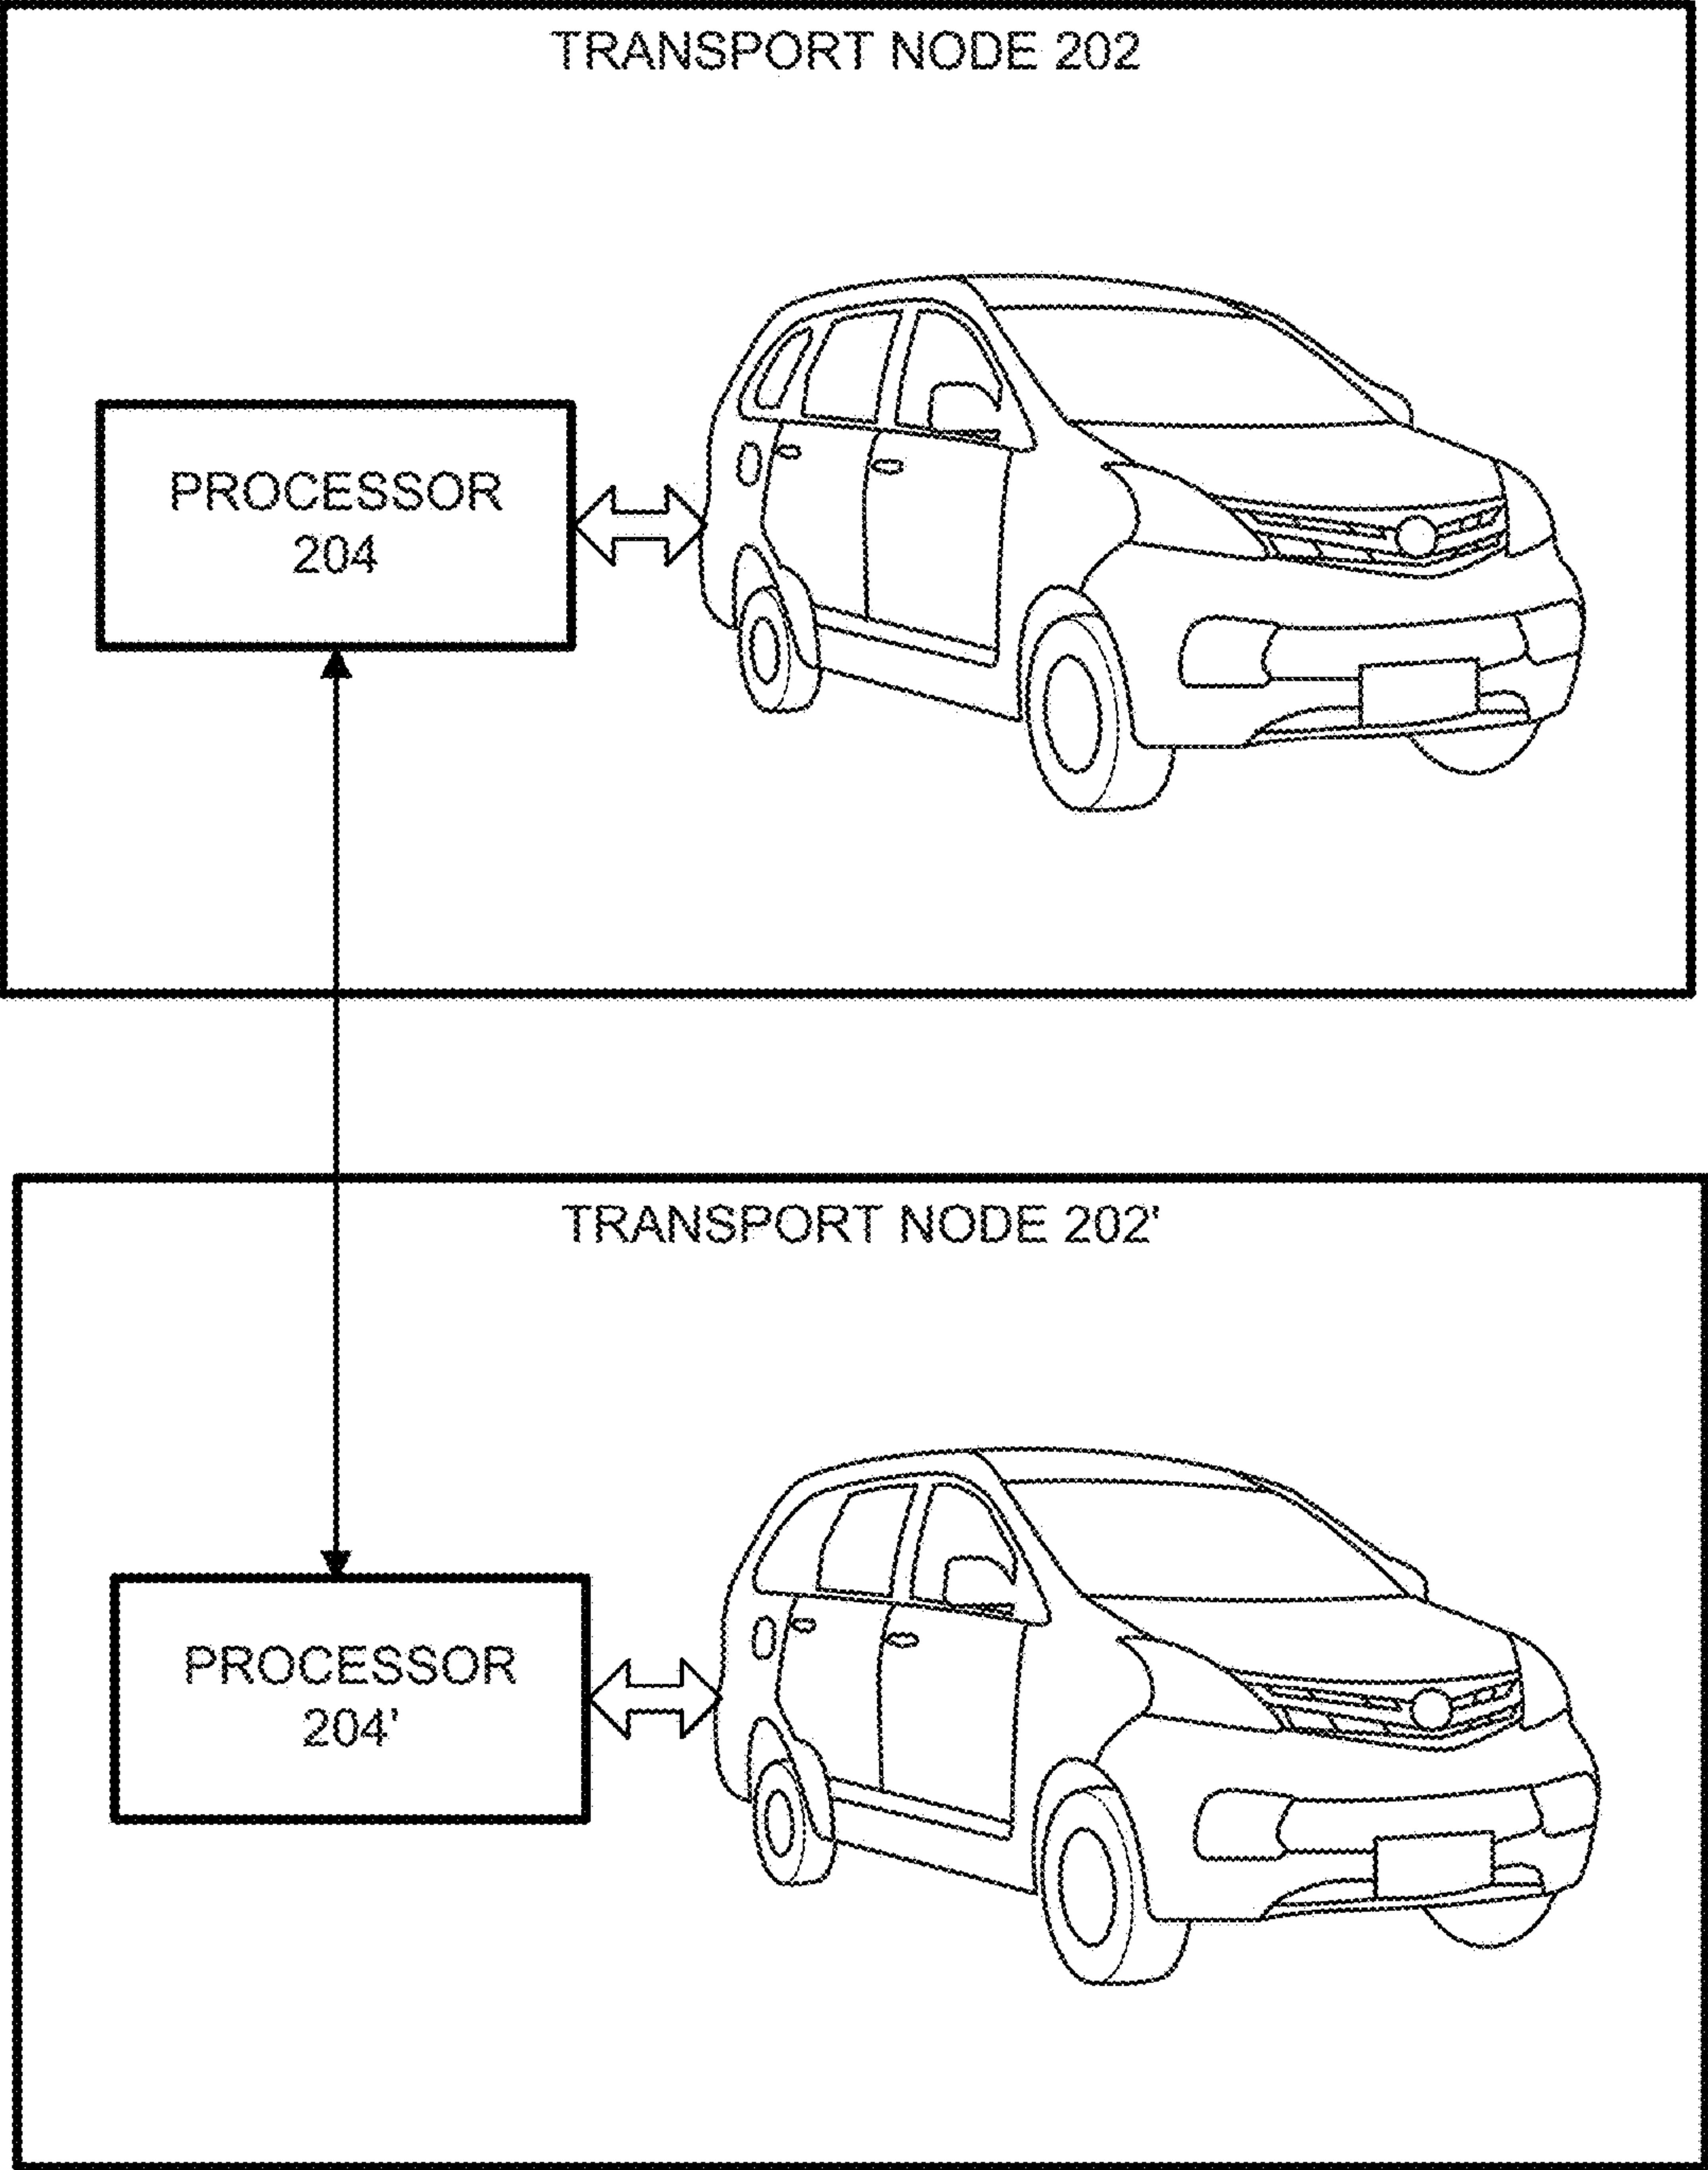 TRANSPORT NODE 202
PROCESSOR
204
TRANSPORT NODE 202'
PROCESSOR
204'